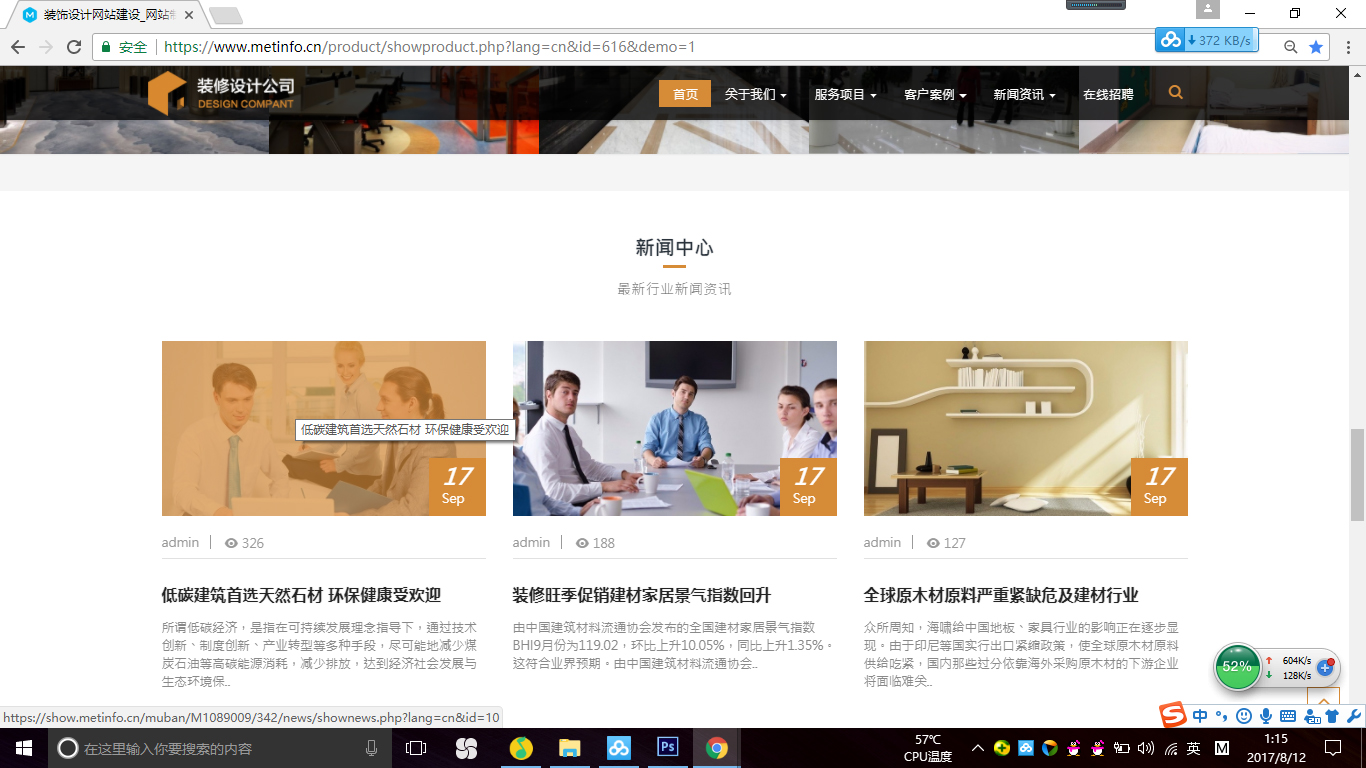 装饰设计网站建设_网站
372 KB/s
安全 https://www.metinfo.cn/product/showproduct.php?lang=cn&id=616&demo=1
装修设计公司
DESIGN COMPANT
首页 关于我们 服务项目 客户案例 新闻资讯 在线招聘
新闻中心
最新行业新闻资讯
低碳建筑首选天然石材 环保健康受欢迎
17 17 17
Sep Sep Sep
admin 326 admin 188 admin 127
低碳建筑首选天然石材 环保健康受欢迎
所谓低碳经济，是指在可持续发展理念指导下，通过技术
创新、制度创新、产业转型等多种手段，尽可能地减少煤
炭石油等高碳能源消耗，减少排放，达到经济社会发展与
生态环境保..
装修旺季促销建材家居景气指数回升
由中国建筑材料流通协会发布的全国建材家居景气指数
BHI9月份为119.02，环比上升10.05%，同比上升1.35%。
这符合业界预期。由中国建筑材料流通协会..
全球原木材原料严重紧缺危及建材行业
众所周知，海啸给中国地板、家具行业的影响正在逐步显
现。由于印尼等国实行出口紧缩政策，使全球原木材原料
供给吃紧，国内那些过分依靠海外采购原木材的下游企业
将面临难关..
52%
604K/s
128K/s
https://show.metinfo.cn/muban/M1089009/342/news/shownews.php?lang=cn&id=10
中
在这里输入你要搜索的内容
Ps
57℃
CPU温度
英
M
1:15
2017/8/12